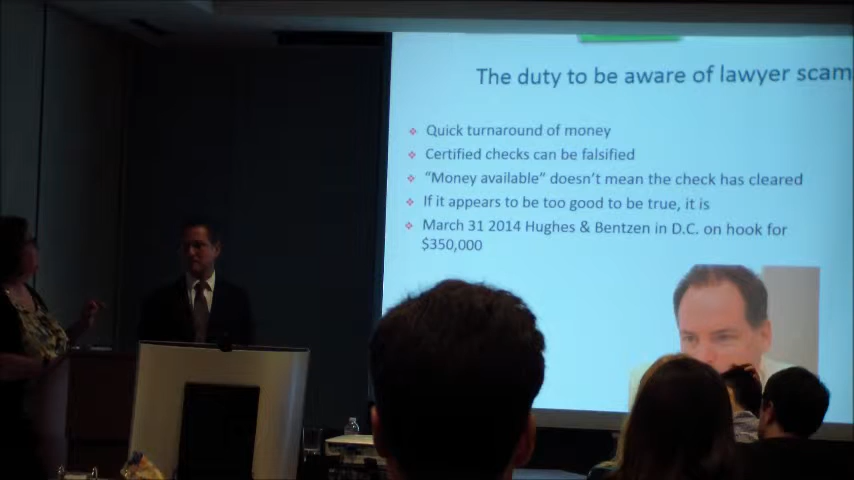 The duty to be aware of lawyer scam
Quick turnaround of money
Certified checks can be falsified
“Money available” doesn’t mean the check has cleared
If it appears to be too good to be true, it is
March 31 2014 Hughes & Bentzen in D.C. on hook for
$350,000